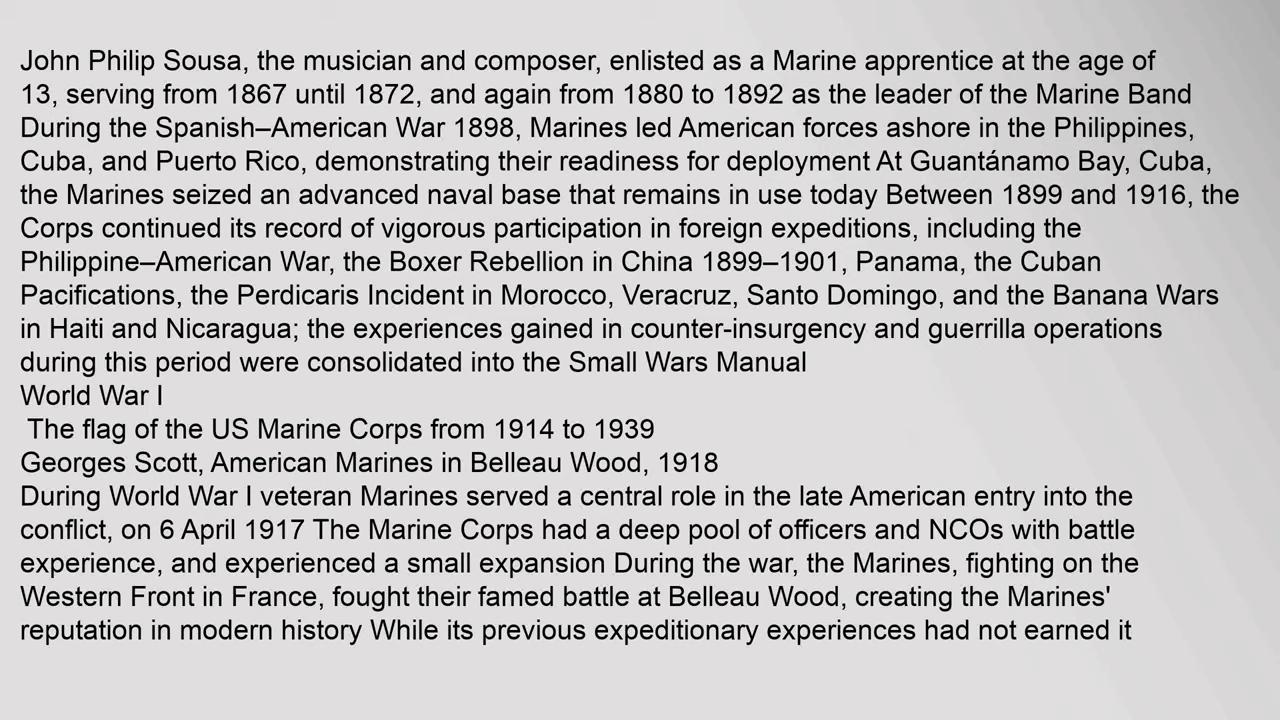 John Philip Sousa, the musician and composer, enlisted as a Marine apprentice at the age of
13, serving from 1867 until 1872, and again from 1880 to 1892 as the leader of the Marine Band
During the Spanish–American War 1898, Marines led American forces ashore in the Philippines,
Cuba, and Puerto Rico, demonstrating their readiness for deployment At Guantánamo Bay, Cuba,
the Marines seized an advanced naval base that remains in use today Between 1899 and 1916, the
Corps continued its record of vigorous participation in foreign expeditions, including the
Philippine–American War, the Boxer Rebellion in China 1899–1901, Panama, the Cuban
Pacifications, the Perdicaris Incident in Morocco, Veracruz, Santo Domingo, and the Banana Wars
in Haiti and Nicaragua; the experiences gained in counter-insurgency and guerrilla operations
during this period were consolidated into the Small Wars Manual
World War I
The flag of the US Marine Corps from 1914 to 1939
Georges Scott, American Marines in Belleau Wood, 1918
During World War I veteran Marines served a central role in the late American entry into the
conflict, on 6 April 1917 The Marine Corps had a deep pool of officers and NCOs with battle
experience, and experienced a small expansion During the war, the Marines, fighting on the
Western Front in France, fought their famed battle at Belleau Wood, creating the Marines'
reputation in modern history While its previous expeditionary experiences had not earned it